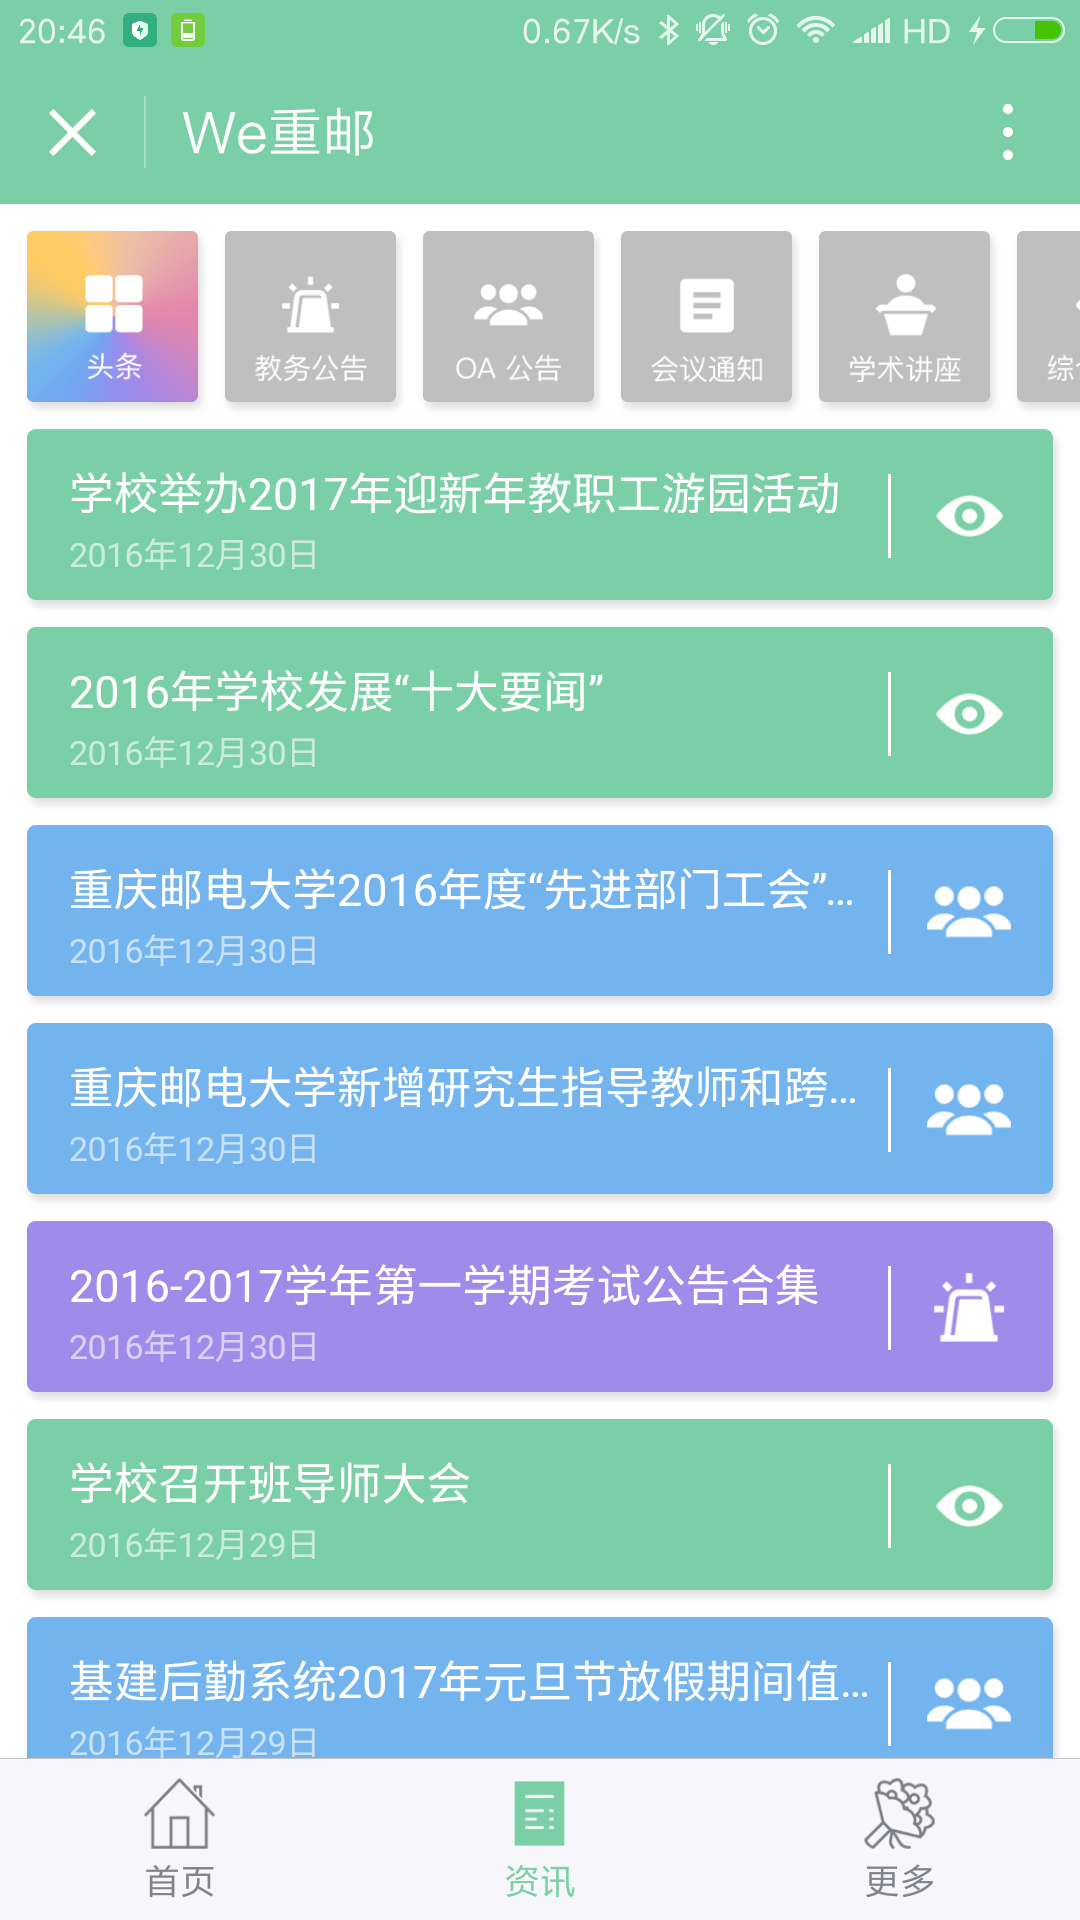 20:46 0.67K/s HD
We重邮
头条 教务公告 OA 公告 会议通知 学术讲座 综
学校举办2017年迎新年教职工游园活动
2016年12月30日
2016年学校发展“十大要闻”
2016年12月30日
重庆邮电大学2016年度“先进部门工会”...
2016年12月30日
重庆邮电大学新增研究生指导教师和跨...
2016年12月30日
2016-2017学年第一学期考试公告合集
2016年12月30日
学校召开班导师大会
2016年12月29日
基建后勤系统2017年元旦节放假期间值...
2016年12月29日
首页 资讯 更多